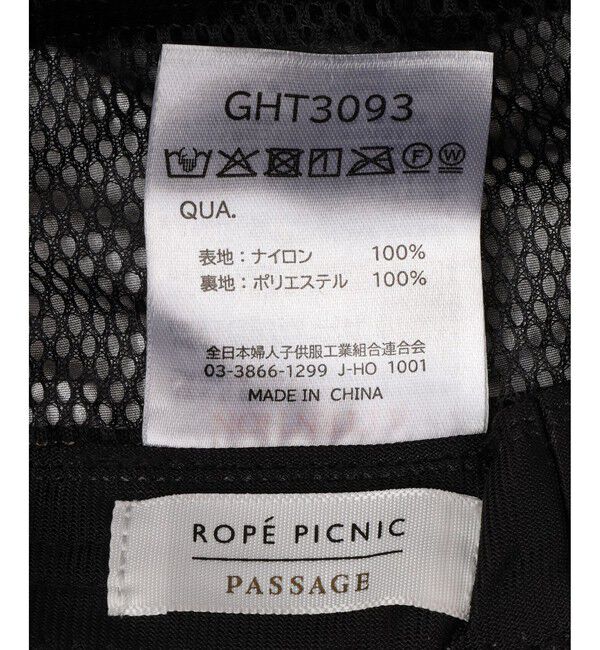 GHT3093
F W
QUA.
表地：ナイロン 100%
裏地：ポリエステル 100%
全日本婦人子供服工業組合連合会
03-3866-1299 J-HO 1001
MADE IN CHINA
ROPÉ PICNIC
PASSAGE